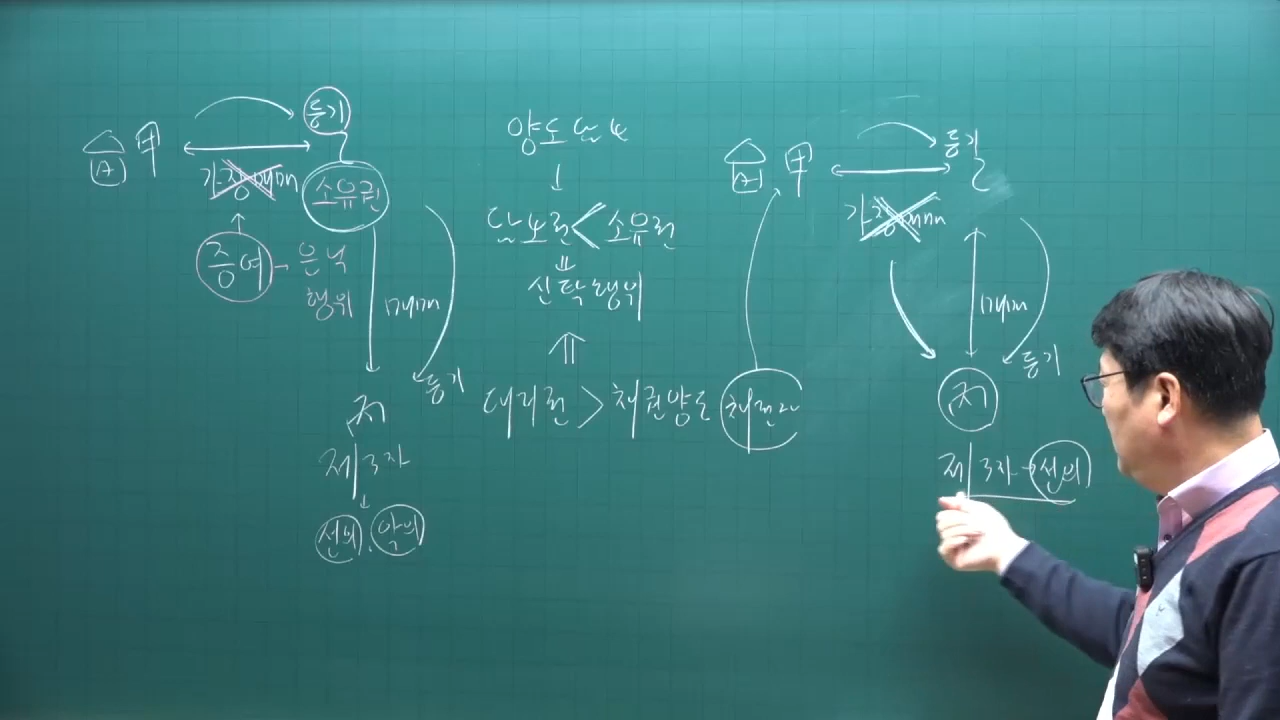 甲
등기
가장매매
소유권
증여 - 은닉
행위
매매
등기
제3자
선의, 악의
양도담보
담보권 < 소유권
신탁행위
대리권 > 채권양도
채권자
甲
등기
가장매매
매매
등기
제3자 - 선의